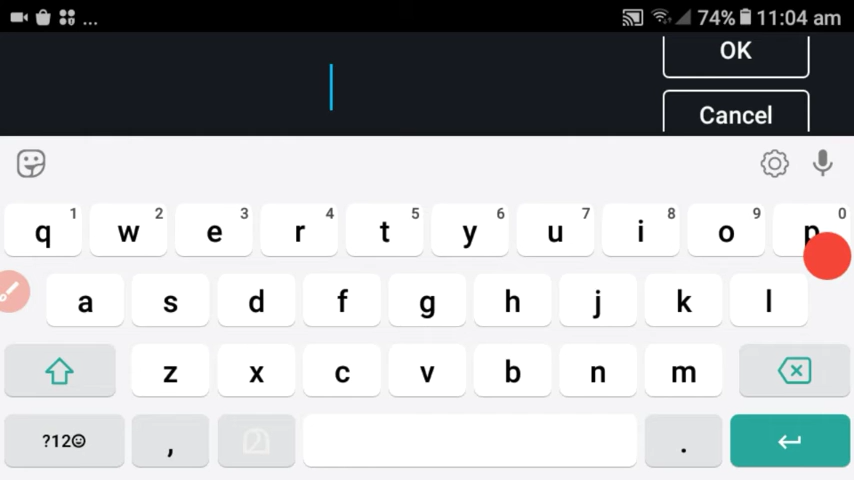 ... 74% 11:04 am
OK
Cancel
1 2 3 4 5 6 7 8 9 0
q w e r t y u i o p
a s d f g h j k l
z x c v b n m
?12☺ , .